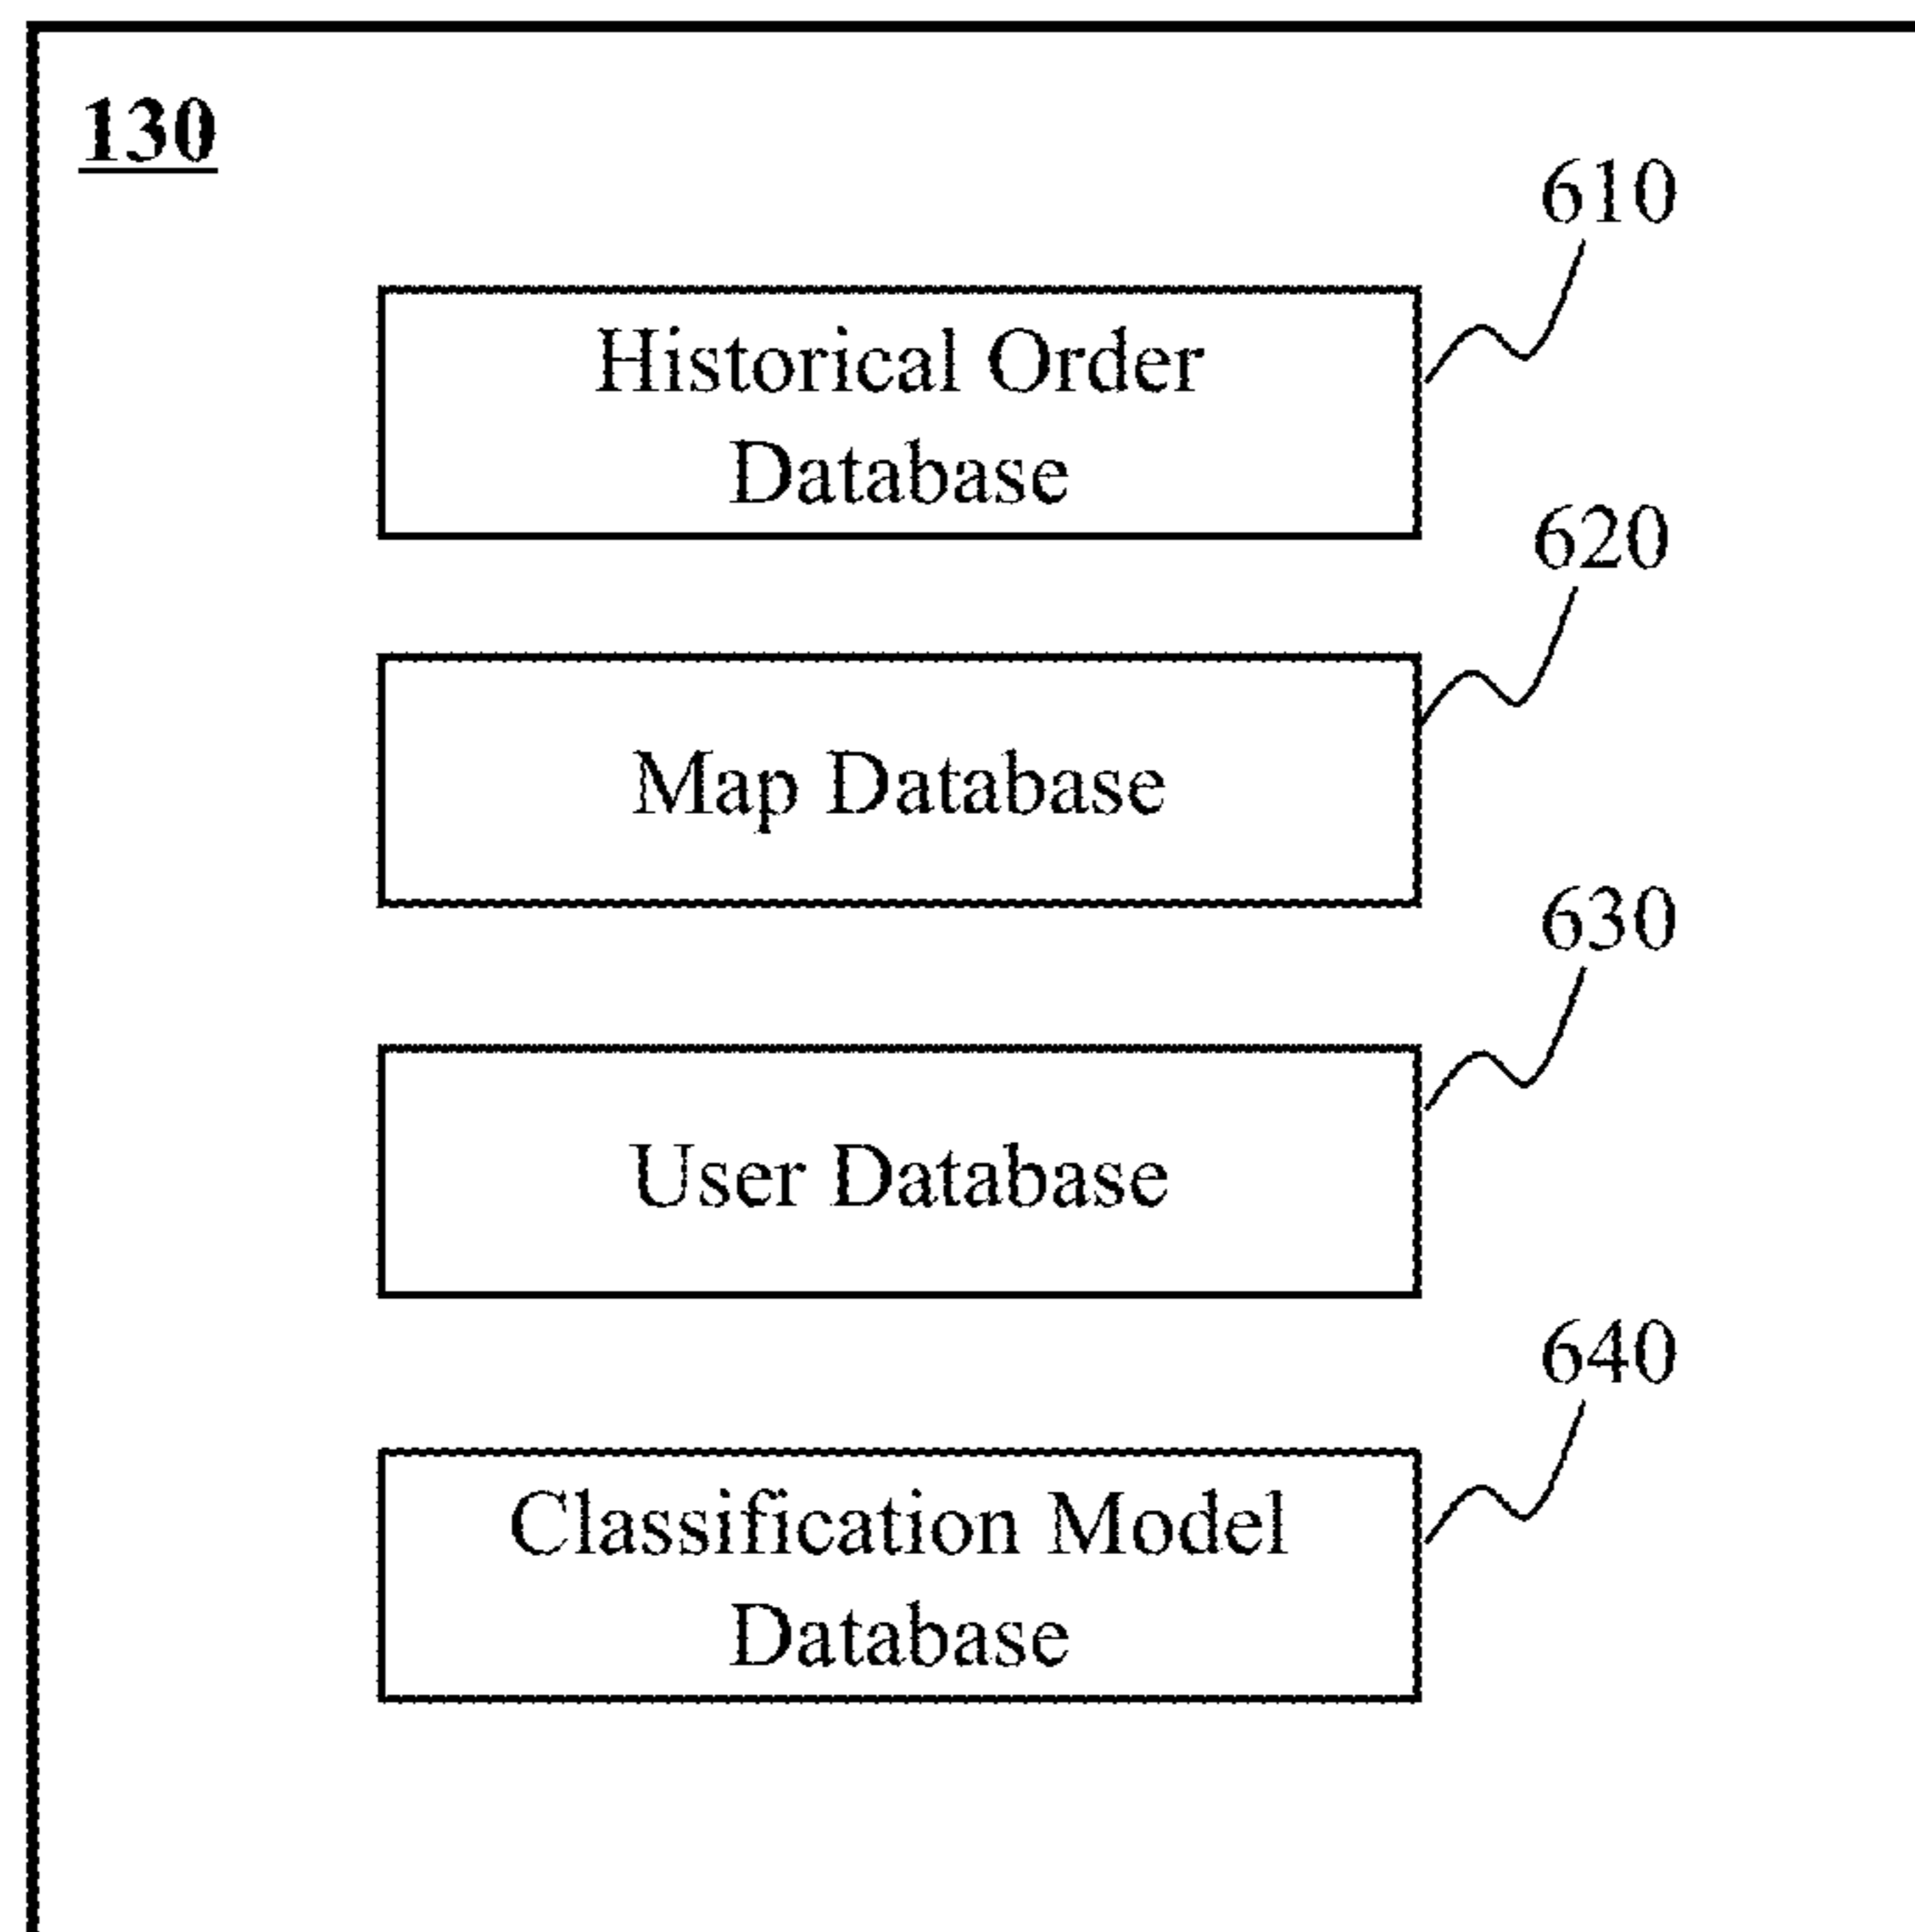 130
610
Historical Order
Database
620
Map Database
630
User Database
640
Classification Model
Database